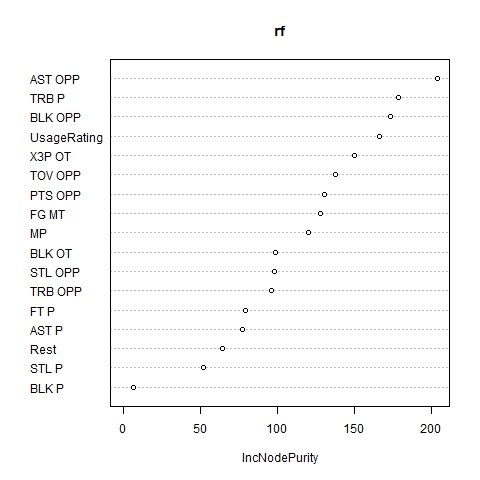 rf
AST OPP
TRB P
BLK OPP
UsageRating
X3P OT
TOV OPP
PTS OPP
FG MT
MP
BLK OT
STL OPP
TRB OPP
FT P
AST P
Rest
STL P
BLK P
0 50 100 150 200
IncNodePurity